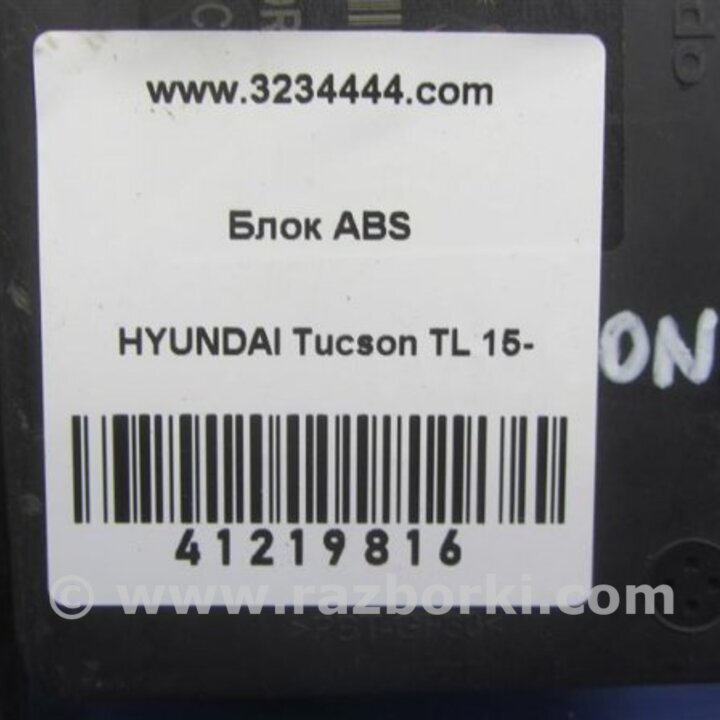 www.3234444.com
Блок ABS
HYUNDAI Tucson TL 15-
ON
41219816
© www.razborki.com